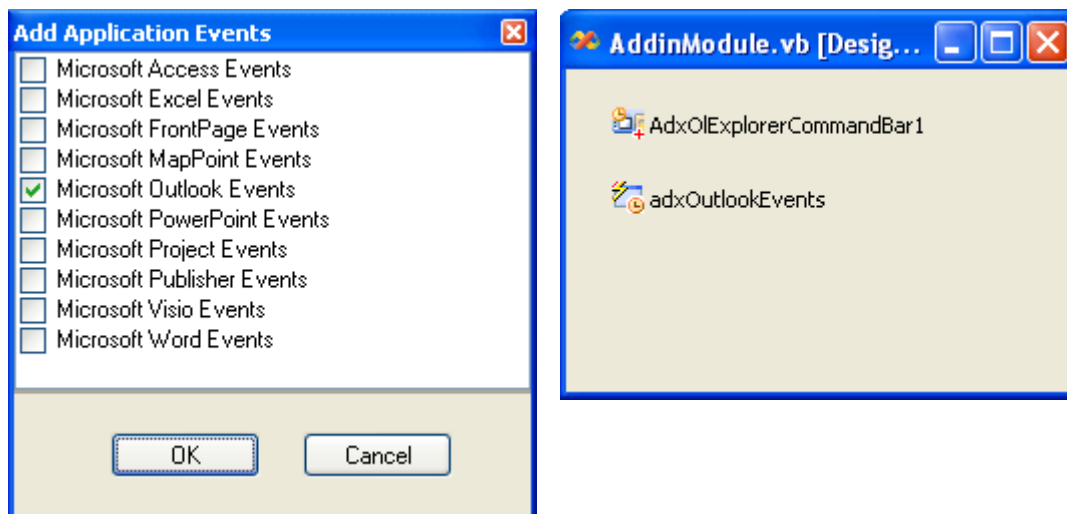 Add Application Events
Microsoft Access Events
Microsoft Excel Events
Microsoft FrontPage Events
Microsoft MapPoint Events
Microsoft Outlook Events
Microsoft PowerPoint Events
Microsoft Project Events
Microsoft Publisher Events
Microsoft Visio Events
Microsoft Word Events
OK
Cancel
AddinModule.vb [Desig...
AdxOlExplorerCommandBar1
adxOutlookEvents